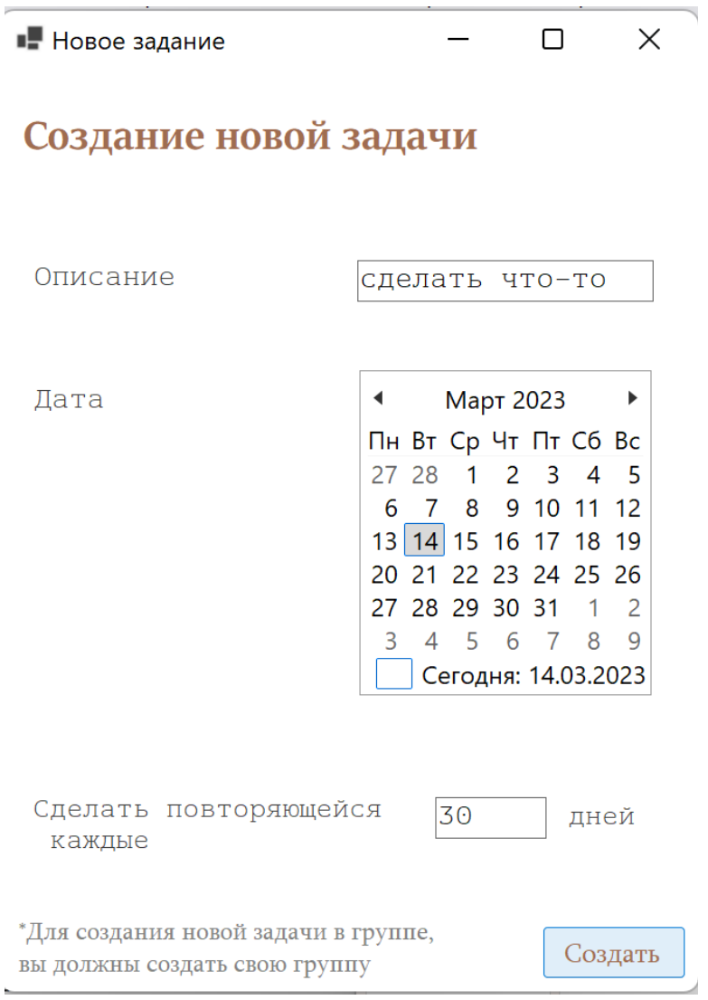 Новое задание
Создание новой задачи
Описание
сделать что-то
Дата
Март 2023
Пн Вт Ср Чт Пт Сб Вс
27 28 1 2 3 4 5
6 7 8 9 10 11 12
13 14 15 16 17 18 19
20 21 22 23 24 25 26
27 28 29 30 31 1 2
3 4 5 6 7 8 9
Сегодня: 14.03.2023
Сделать повторяющейся
каждые
30 дней
*Для создания новой задачи в группе,
вы должны создать свою группу
Создать